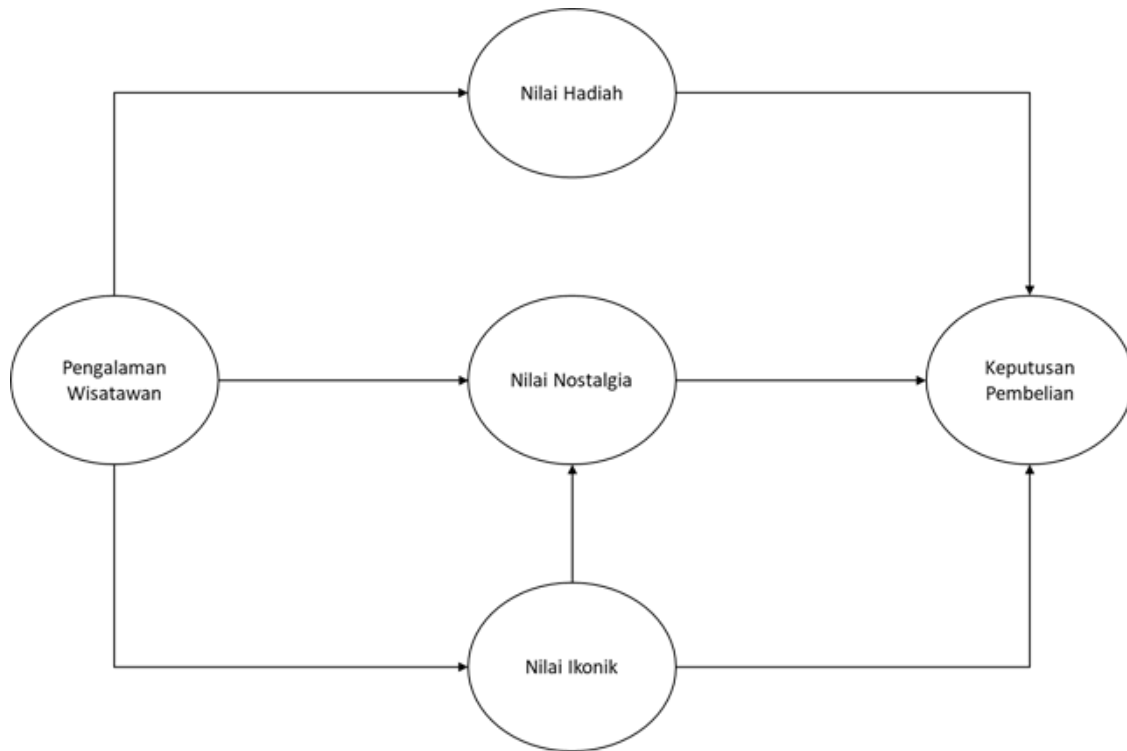 Nilai Hadiah
Pengalaman
Wisatawan
Nilai Nostalgia
Keputusan
Pembelian
Nilai Ikonik